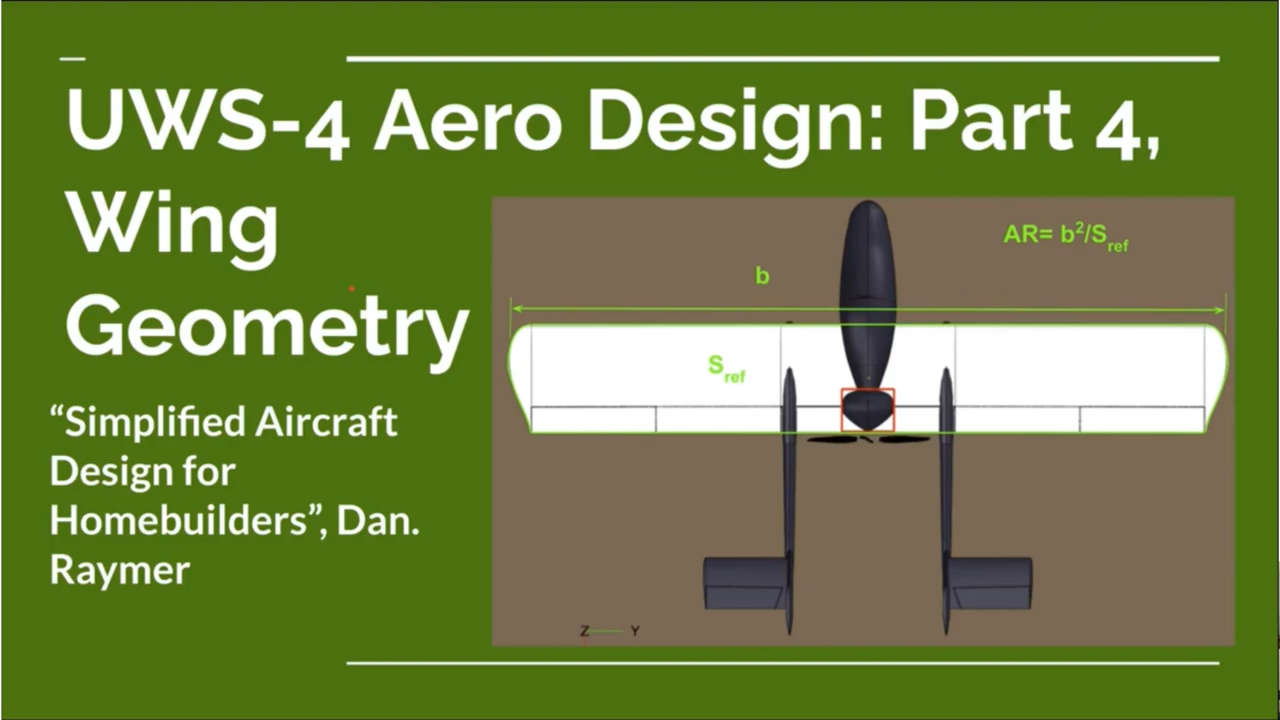 UWS-4 Aero Design: Part 4,
Wing
Geometry
“Simplified Aircraft
Design for
Homebuilders”, Dan.
Raymer
AR= b²/Sref
b
Sref
Z Y